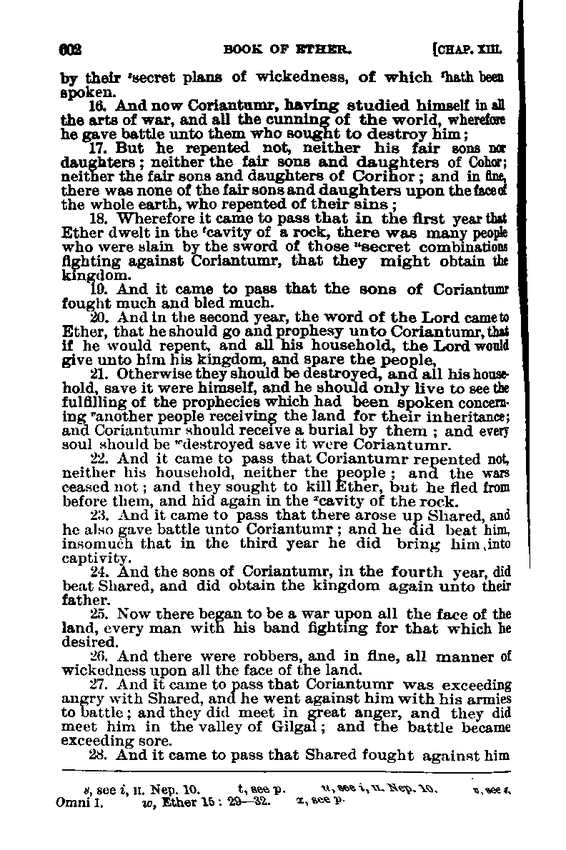 602 BOOK OF ETHER. [CHAP. XIII.
by their ˢsecret plans of wickedness, of which ᵗhath been
spoken.
16. And now Coriantumr, having studied himself in all
the arts of war, and all the cunning of the world, wherefore
he gave battle unto them who sought to destroy him;
17. But he repented not, neither his fair sons nor
daughters; neither the fair sons and daughters of Cohor;
neither the fair sons and daughters of Corihor; and in fine,
there was none of the fair sons and daughters upon the face of
the whole earth, who repented of their sins;
18. Wherefore it came to pass that in the first year that
Ether dwelt in the ᵗcavity of a rock, there was many people
who were slain by the sword of those ᵘsecret combinations
fighting against Coriantumr, that they might obtain the
kingdom.
19. And it came to pass that the sons of Coriantumr
fought much and bled much.
20. And in the second year, the word of the Lord came to
Ether, that he should go and prophesy unto Coriantumr, that
if he would repent, and all his household, the Lord would
give unto him his kingdom, and spare the people,
21. Otherwise they should be destroyed, and all his house-
hold, save it were himself, and he should only live to see the
fulfilling of the prophecies which had been spoken concern-
ing ᵛanother people receiving the land for their inheritance;
and Coriantumr should receive a burial by them; and every
soul should be ʷdestroyed save it were Coriantumr.
22. And it came to pass that Coriantumr repented not,
neither his household, neither the people; and the wars
ceased not; and they sought to kill Ether, but he fled from
before them, and hid again in the ˣcavity of the rock.
23. And it came to pass that there arose up Shared, and
he also gave battle unto Coriantumr; and he did beat him,
insomuch that in the third year he did bring him into
captivity.
24. And the sons of Coriantumr, in the fourth year, did
beat Shared, and did obtain the kingdom again unto their
father.
25. Now there began to be a war upon all the face of the
land, every man with his band fighting for that which he
desired.
26. And there were robbers, and in fine, all manner of
wickedness upon all the face of the land.
27. And it came to pass that Coriantumr was exceeding
angry with Shared, and he went against him with his armies
to battle; and they did meet in great anger, and they did
meet him in the valley of Gilgal; and the battle became
exceeding sore.
28. And it came to pass that Shared fought against him
s, see i, II. Nep. 10. t, see p. u, see i, II. Nep. 10. v, see s,
Omni 1. w, Ether 15: 29—32. x, see p.